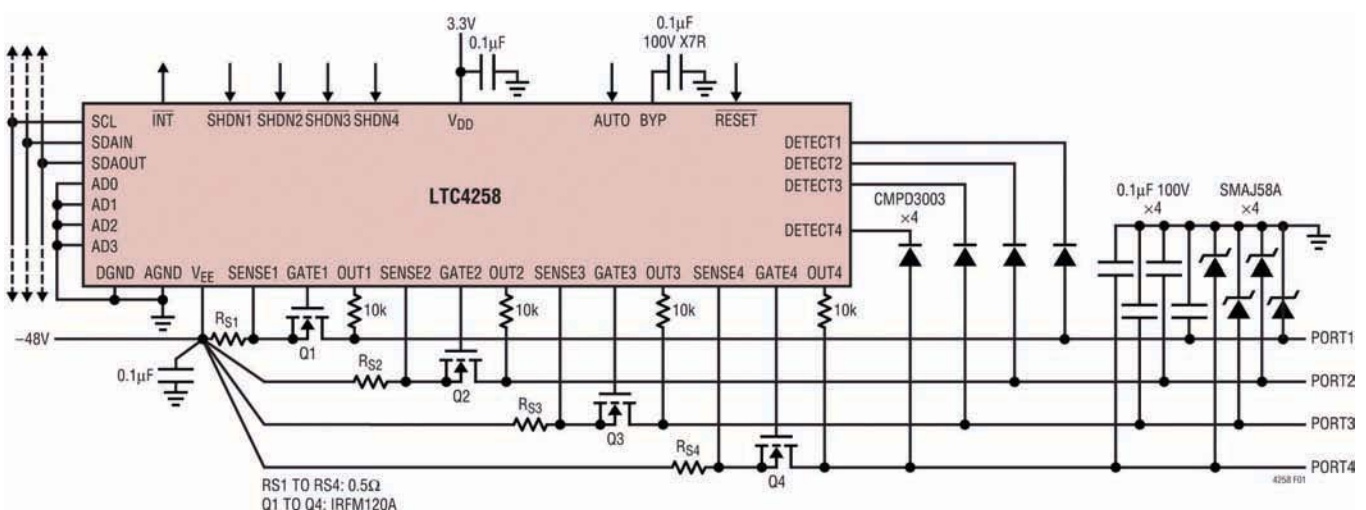 3.3V
0.1µF
0.1µF
100V X7R
SCL
INT
SHDN1
SHDN2
SHDN3
SHDN4
VDD
AUTO
BYP
RESET
SDAIN
SDAOUT
AD0
AD1
AD2
AD3
LTC4258
DETECT1
DETECT2
DETECT3
DETECT4
CMPD3003
×4
0.1µF 100V
×4
SMAJ58A
×4
DGND
AGND
VEE
SENSE1
GATE1
OUT1
SENSE2
GATE2
OUT2
SENSE3
GATE3
OUT3
SENSE4
GATE4
OUT4
10k
10k
10k
10k
–48V
RS1
Q1
PORT1
0.1µF
RS2
Q2
PORT2
RS3
Q3
PORT3
RS4
Q4
PORT4
RS1 TO RS4: 0.5Ω
Q1 TO Q4: IRFM120A
4258 F01